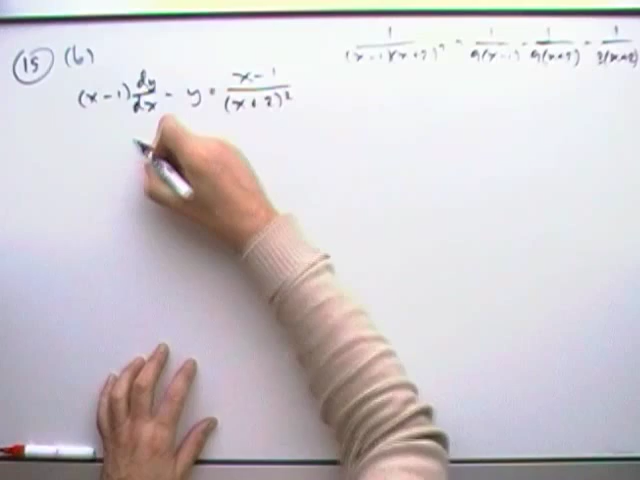 15 (b)
(x-1) dy/dx - y = x-1/(x+2)²
1/(x-1)(x+2)² = 1/9(x-1) - 1/9(x+2) - 1/3(x+2)